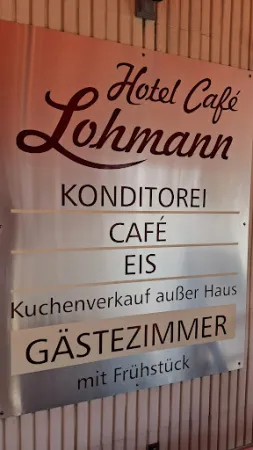 Hotel Café
Lohmann
KONDITOREI
CAFÉ
EIS
Kuchenverkauf außer Haus
GÄSTEZIMMER
mit Frühstück